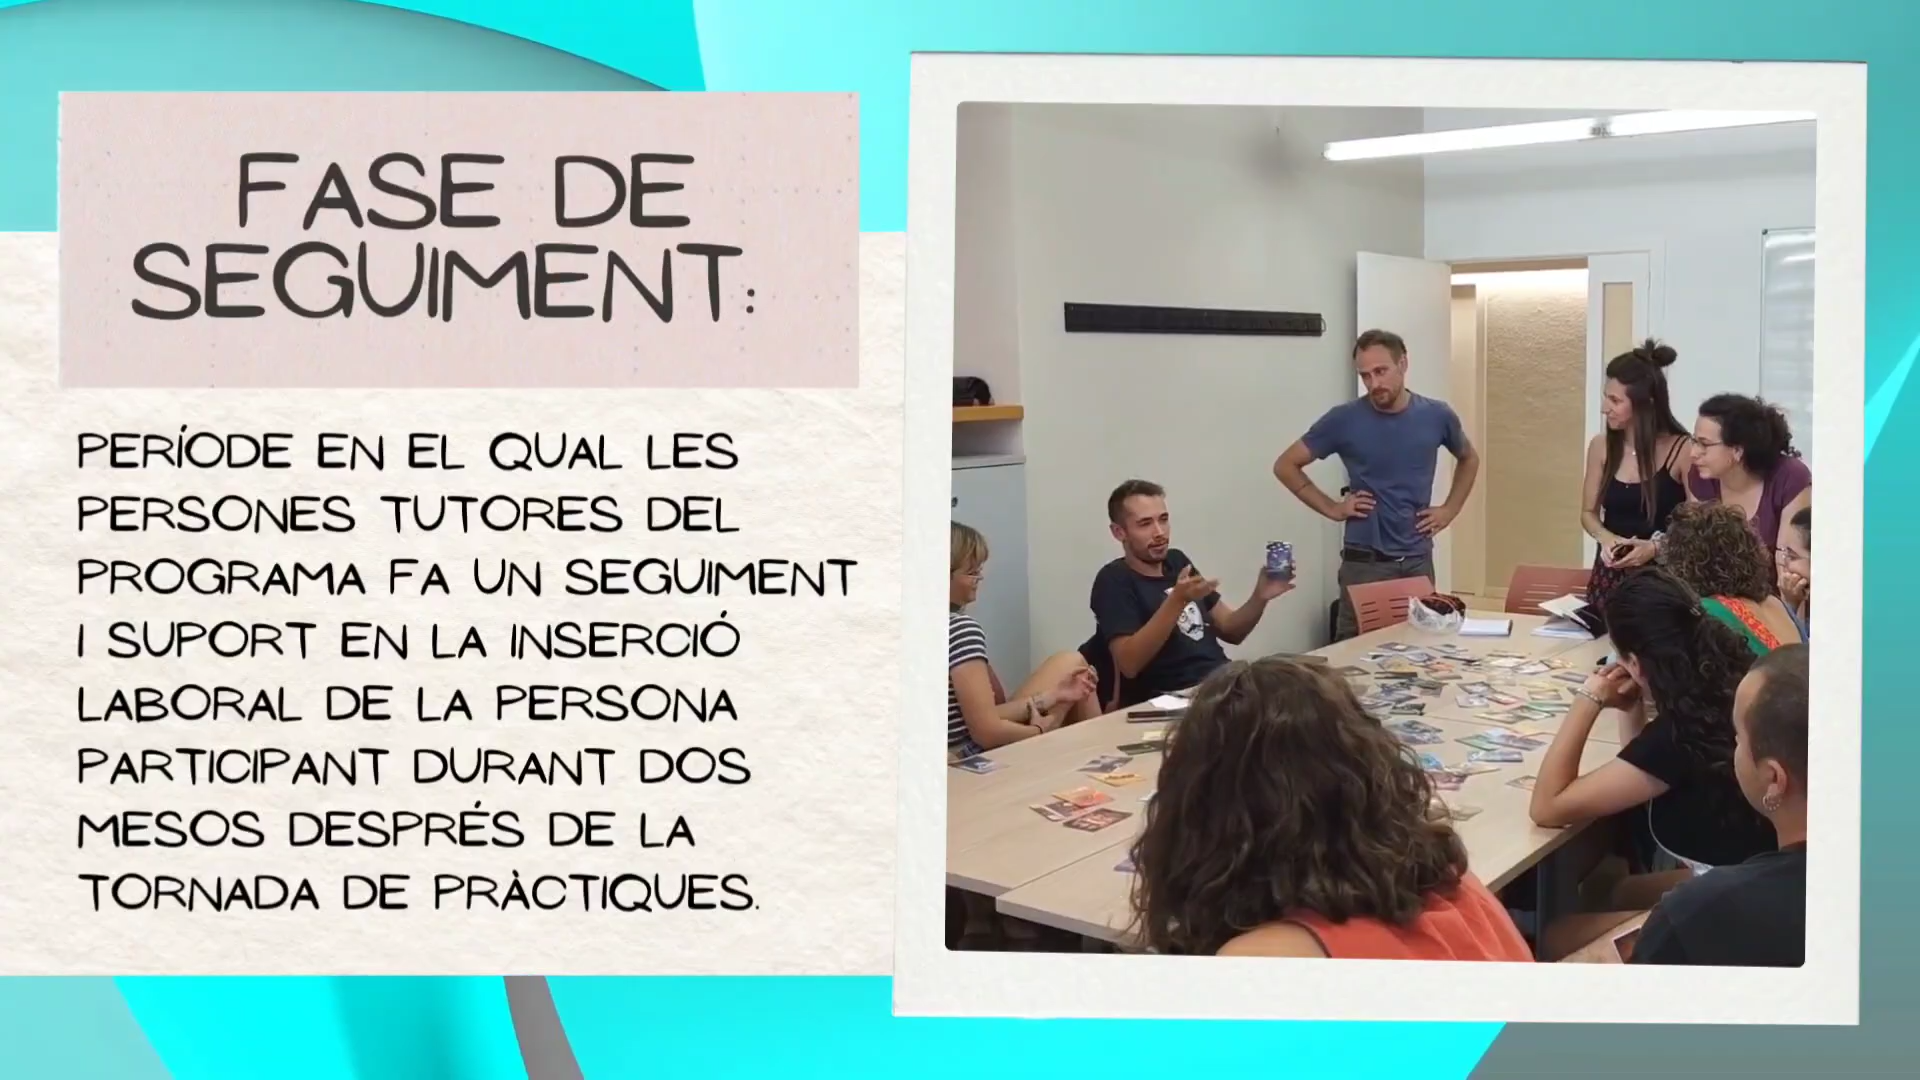 FASE DE
SEGUIMENT:
PERÍODE EN EL QUAL LES
PERSONES TUTORES DEL
PROGRAMA FA UN SEGUIMENT
I SUPORT EN LA INSERCIÓ
LABORAL DE LA PERSONA
PARTICIPANT DURANT DOS
MESOS DESPRÉS DE LA
TORNADA DE PRÀCTIQUES.